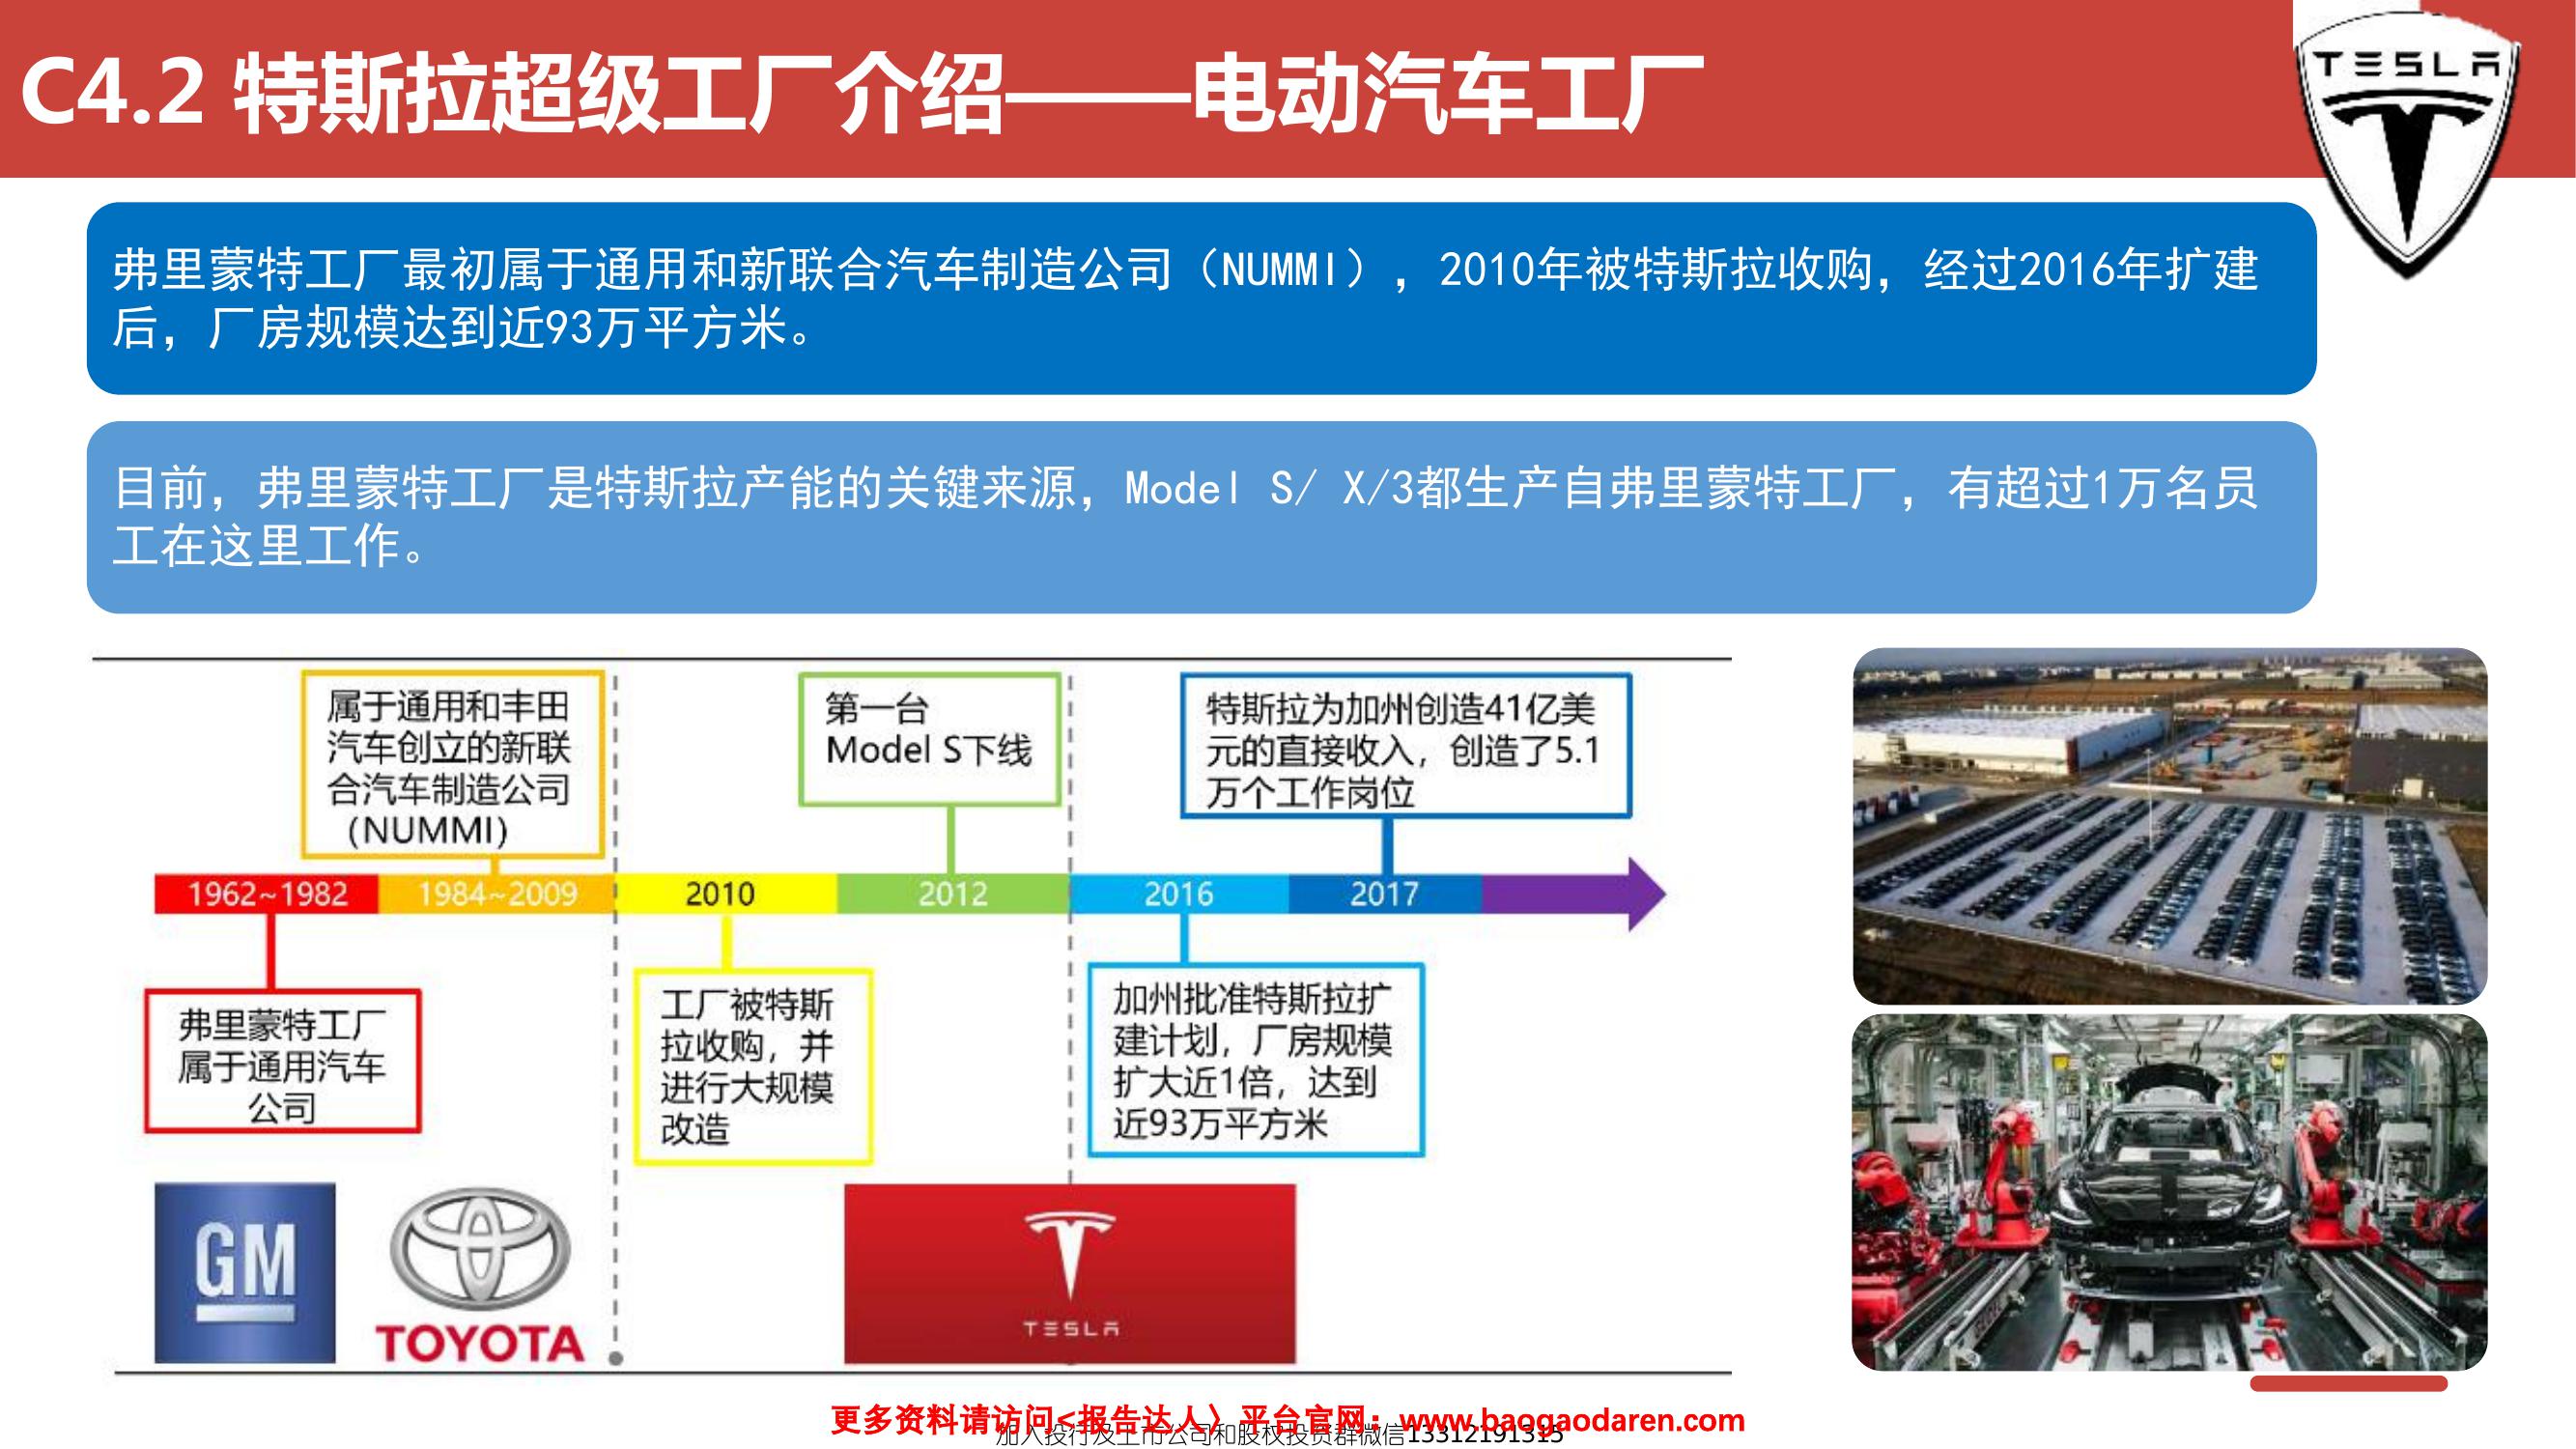 C4.2 特斯拉超级工厂介绍——电动汽车工厂
TESLA
弗里蒙特工厂最初属于通用和新联合汽车制造公司（NUMMI），2010年被特斯拉收购，经过2016年扩建
后，厂房规模达到近93万平方米。
目前，弗里蒙特工厂是特斯拉产能的关键来源，Model S/ X/3都生产自弗里蒙特工厂，有超过1万名员
工在这里工作。
属于通用和丰田
汽车创立的新联
合汽车制造公司
（NUMMI）
第一台
Model S下线
特斯拉为加州创造41亿美
元的直接收入，创造了5.1
万个工作岗位
1962~1982
1984~2009
2010
2012
2016
2017
弗里蒙特工厂
属于通用汽车
公司
工厂被特斯
拉收购，并
进行大规模
改造
加州批准特斯拉扩
建计划，厂房规模
扩大近1倍，达到
近93万平方米
GM
TOYOTA
TESLA
更多资料请访问<报告达人〉平台官网：www.baogaodaren.com
加入投行及上市公司和股权投资群微信13312191315